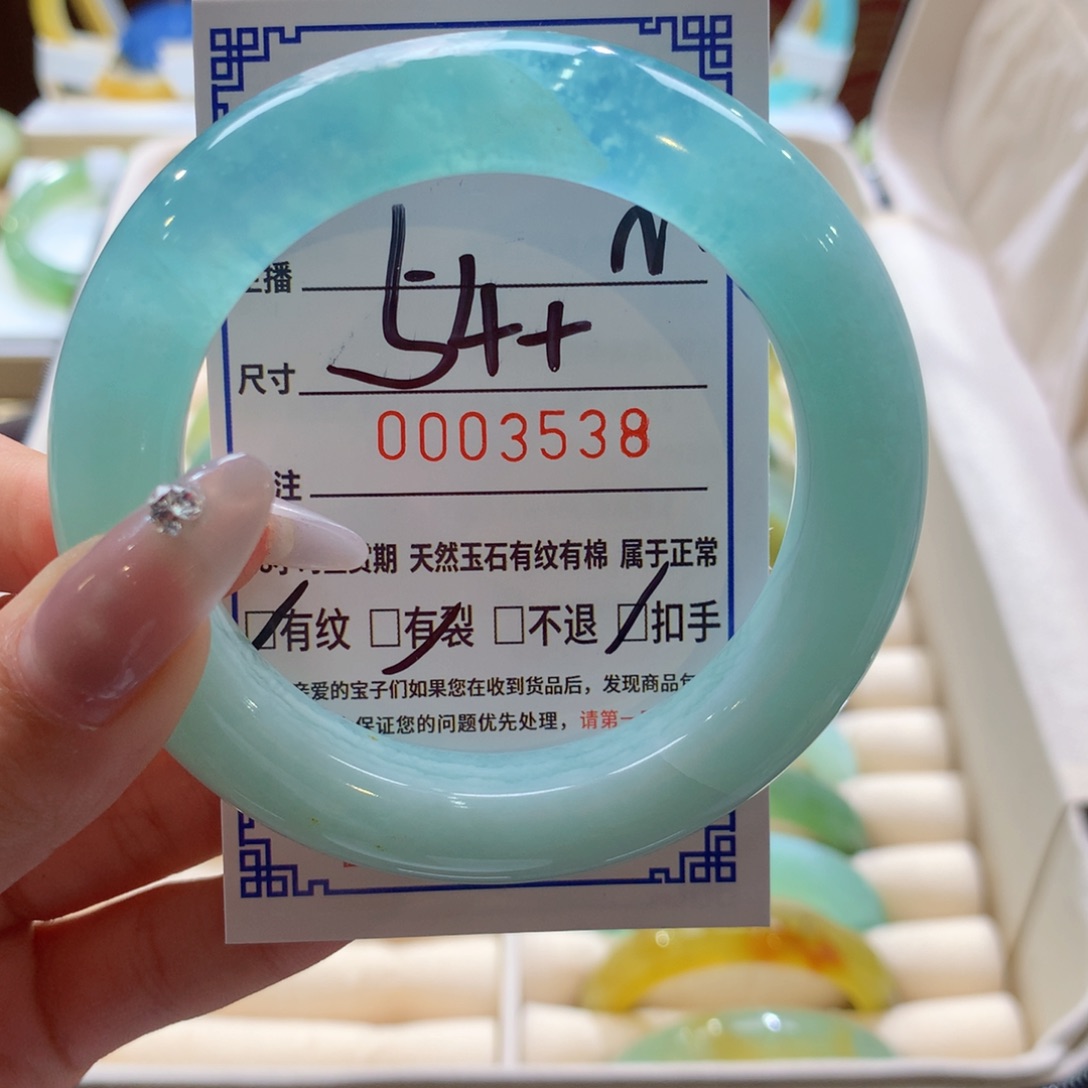 播
54++
尺寸
0003538
注
期 天然玉石有纹有棉 属于正常
□有纹 □有裂 □不退 □扣手
亲爱的宝子们如果您在收到货品后，发现商品
保证您的问题优先处理，请第一